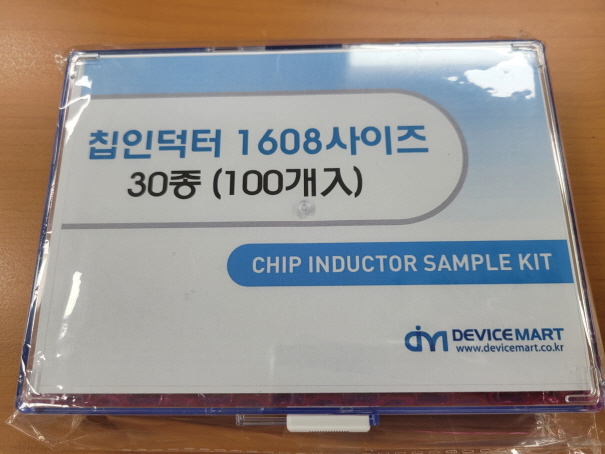 칩인덕터 1608사이즈
30종 (100개入)
CHIP INDUCTOR SAMPLE KIT
DEVICEMART
www.devicemart.co.kr